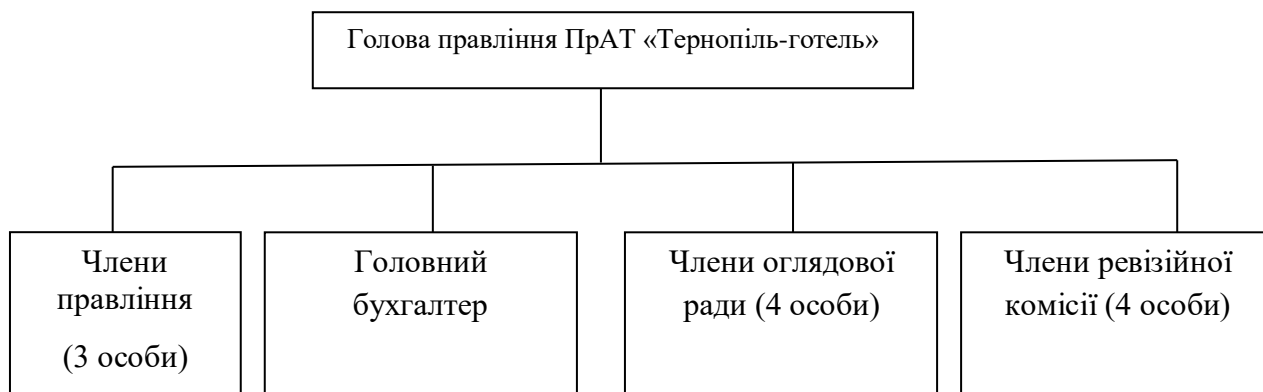 Голова правління ПрАТ «Тернопіль-готель»
Члени
правління
(3 особи)
Головний
бухгалтер
Члени оглядової
ради (4 особи)
Члени ревізійної
комісії (4 особи)